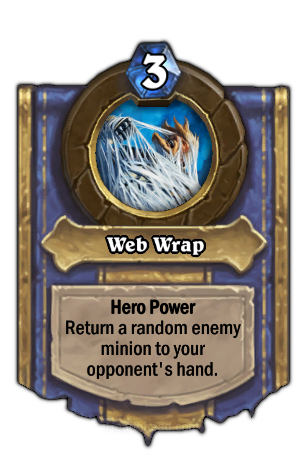 3
Web Wrap
Hero Power
Return a random enemy
minion to your
opponent's hand.